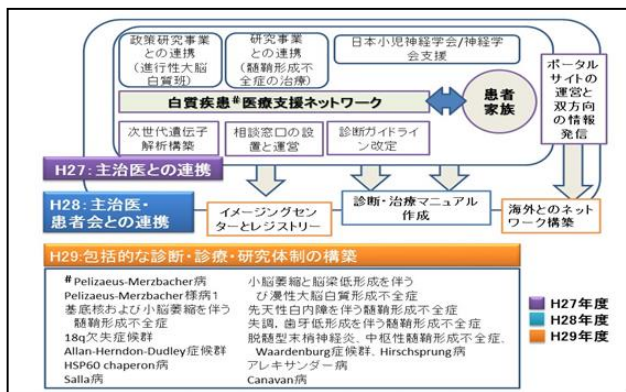 政策研究事業
との連携
(進行性大脳
白質班)
研究事業
との連携
(髄鞘形成不
全症の治療)
日本小児神経学会/神経学
会支援
ポータル
サイトの
運営と双
方向の情
報発信
白質疾患#医療支援ネットワーク
患者
家族
次世代遺伝子
解析構築
相談窓口の設
置と運営
診断ガイドライ
ン改定
H27:主治医との連携
H28:主治医・
患者会との連携
イメージングセン
ターとレジストリー
診断・治療マニュアル
作成
海外とのネット
ワーク構築
H29:包括的な診断・診療・研究体制の構築
#Pelizaeus-Merzbacher病
Pelizaeus-Merzbacher様病1
基底核および小脳萎縮を伴う
髄鞘形成不全症
18q欠失症候群
Allan-Herndon-Dudley症候群
HSP60 chaperon病
Salla病
小脳萎縮と脳梁低形成を伴う
び漫性大脳白質形成不全症
先天性白内障を伴う髄鞘形成不全症
失調,歯牙低形成を伴う髄鞘形成不全症
脱髄型末梢神経炎、中枢性髄鞘形成不全症、
Waardenburg症候群、Hirschsprung病
アレキサンダー病
Canavan病
H27年度
H28年度
H29年度